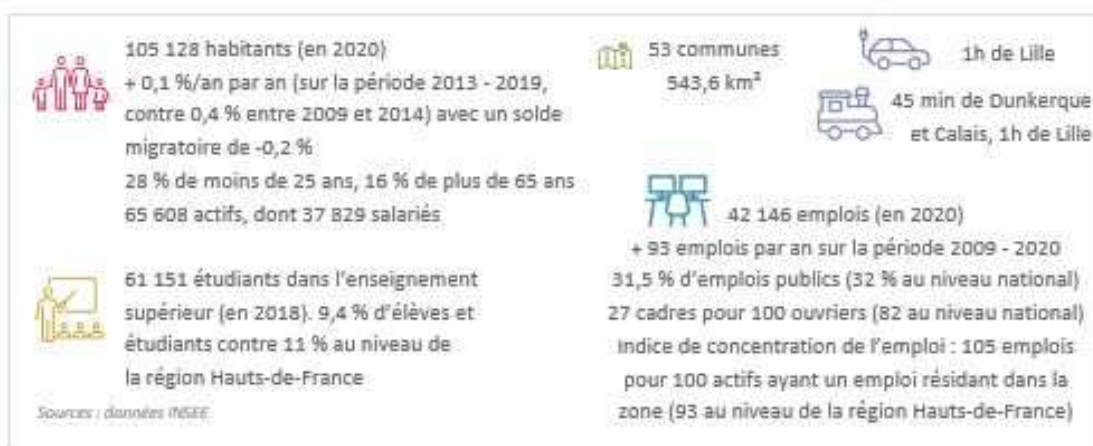 105 128 habitants (en 2020)
+ 0,1 %/an par an (sur la période 2013 - 2019,
contre 0,4 % entre 2009 et 2014) avec un solde
migratoire de -0,2 %
28 % de moins de 25 ans, 16 % de plus de 65 ans
65 608 actifs, dont 37 829 salariés
61 151 étudiants dans l'enseignement
supérieur (en 2018). 9,4 % d'élèves et
étudiants contre 11 % au niveau de
la région Hauts-de-France
Sources : données INSEE
53 communes
543,6 km²
1h de Lille
45 min de Dunkerque
et Calais, 1h de Lille
42 146 emplois (en 2020)
+ 93 emplois par an sur la période 2009 - 2020
31,5 % d'emplois publics (32 % au niveau national)
27 cadres pour 100 ouvriers (82 au niveau national)
Indice de concentration de l'emploi : 105 emplois
pour 100 actifs ayant un emploi résidant dans la
zone (93 au niveau de la région Hauts-de-France)